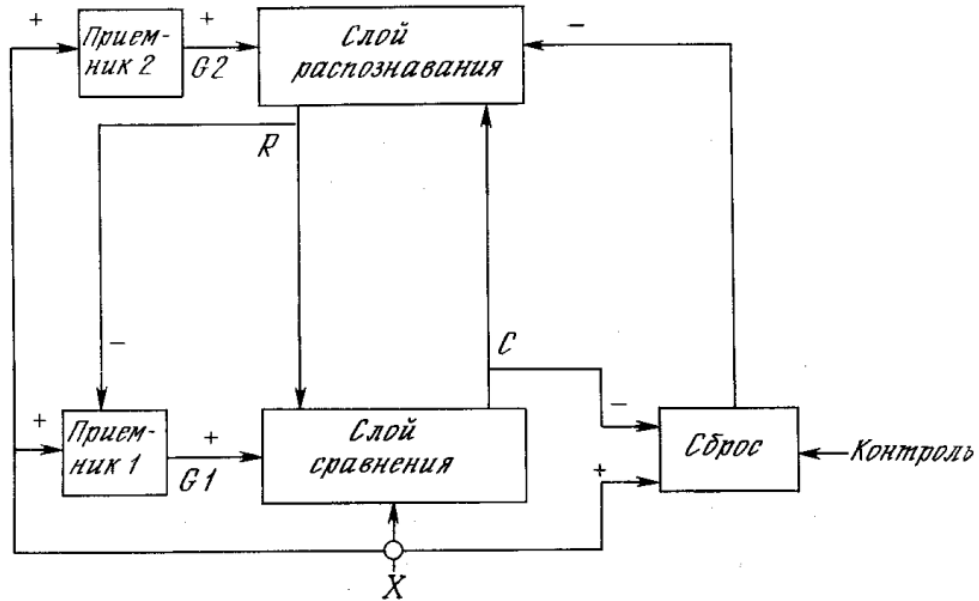 +
Прием-
ник 2
+
G2
Слой
распознавания
−
R
C
−
+
Прием-
ник 1
+
G1
Слой
сравнения
−
+
Сброс
Контроль
X